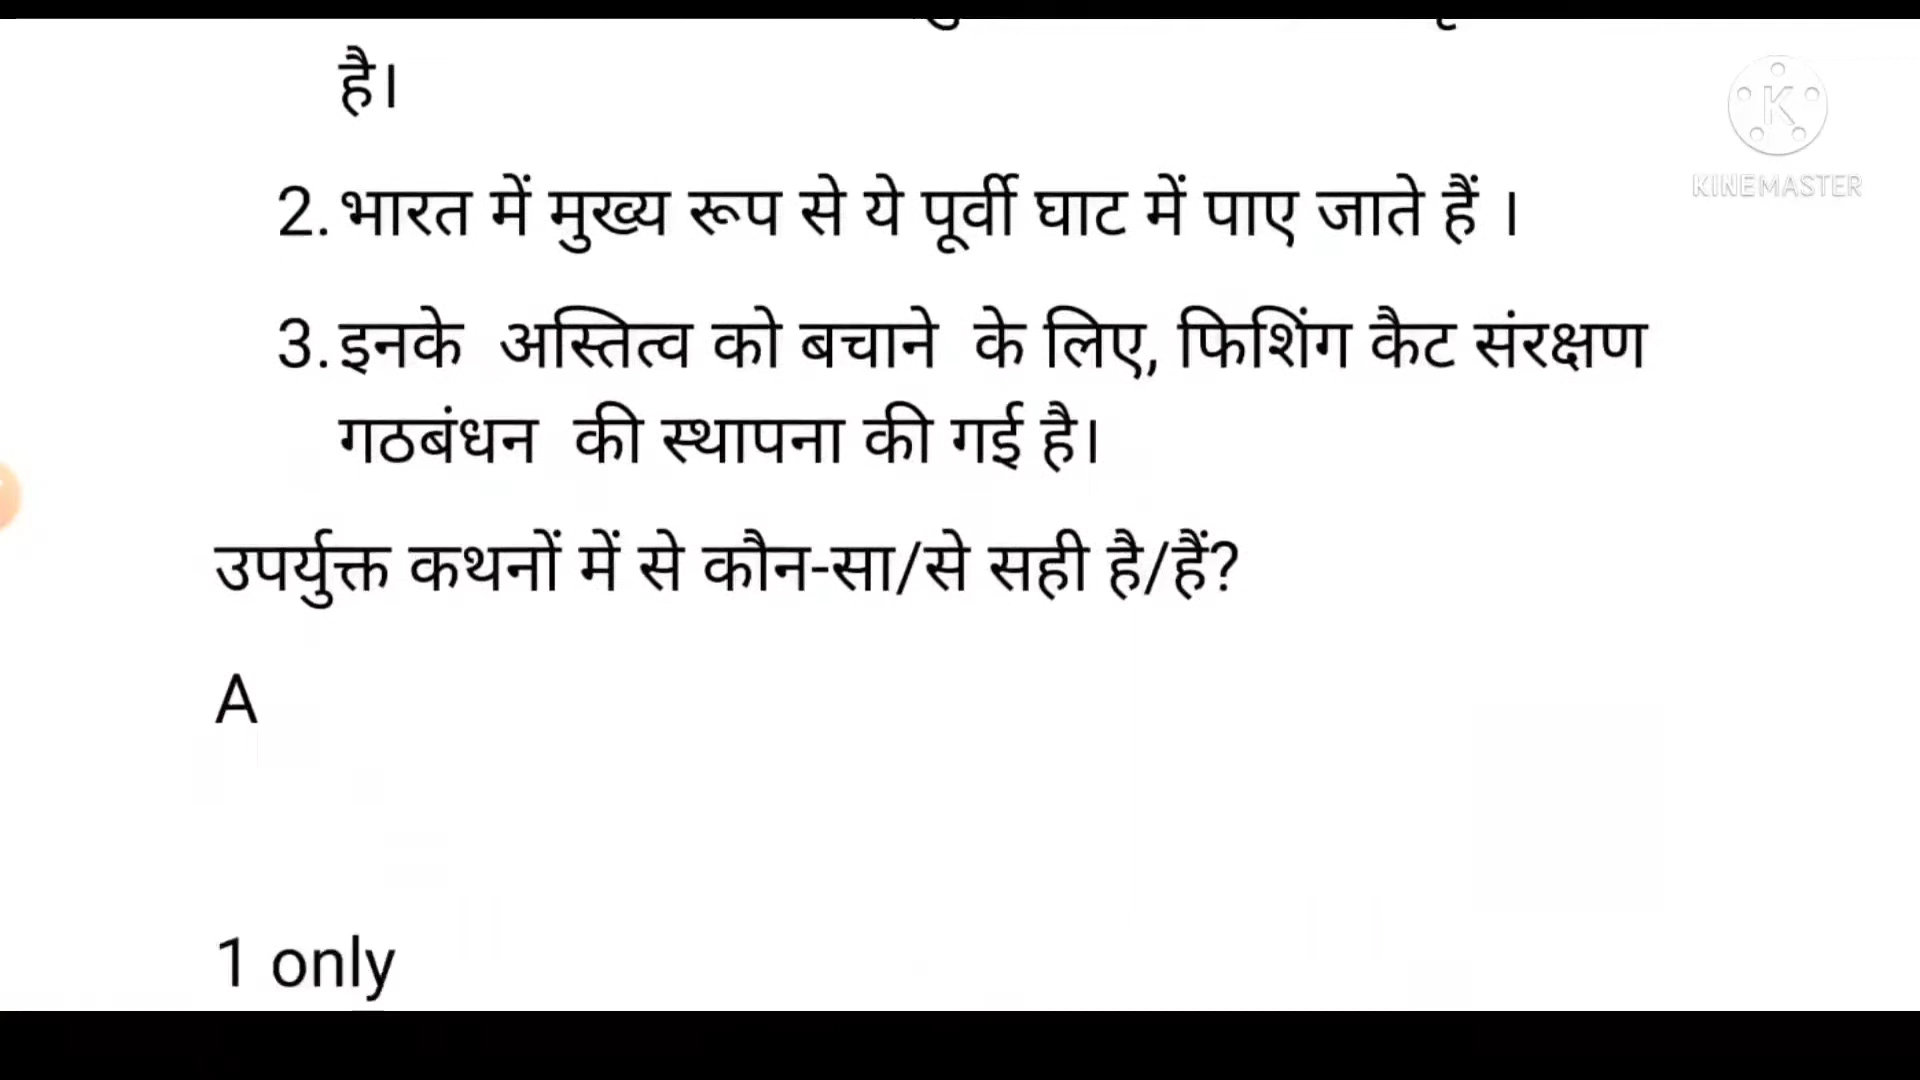 है।
KINEMASTER
2. भारत में मुख्य रूप से ये पूर्वी घाट में पाए जाते हैं ।
3. इनके अस्तित्व को बचाने के लिए, फिशिंग कैट संरक्षण
गठबंधन की स्थापना की गई है।
उपर्युक्त कथनों में से कौन-सा/से सही है/हैं?
A
1 only